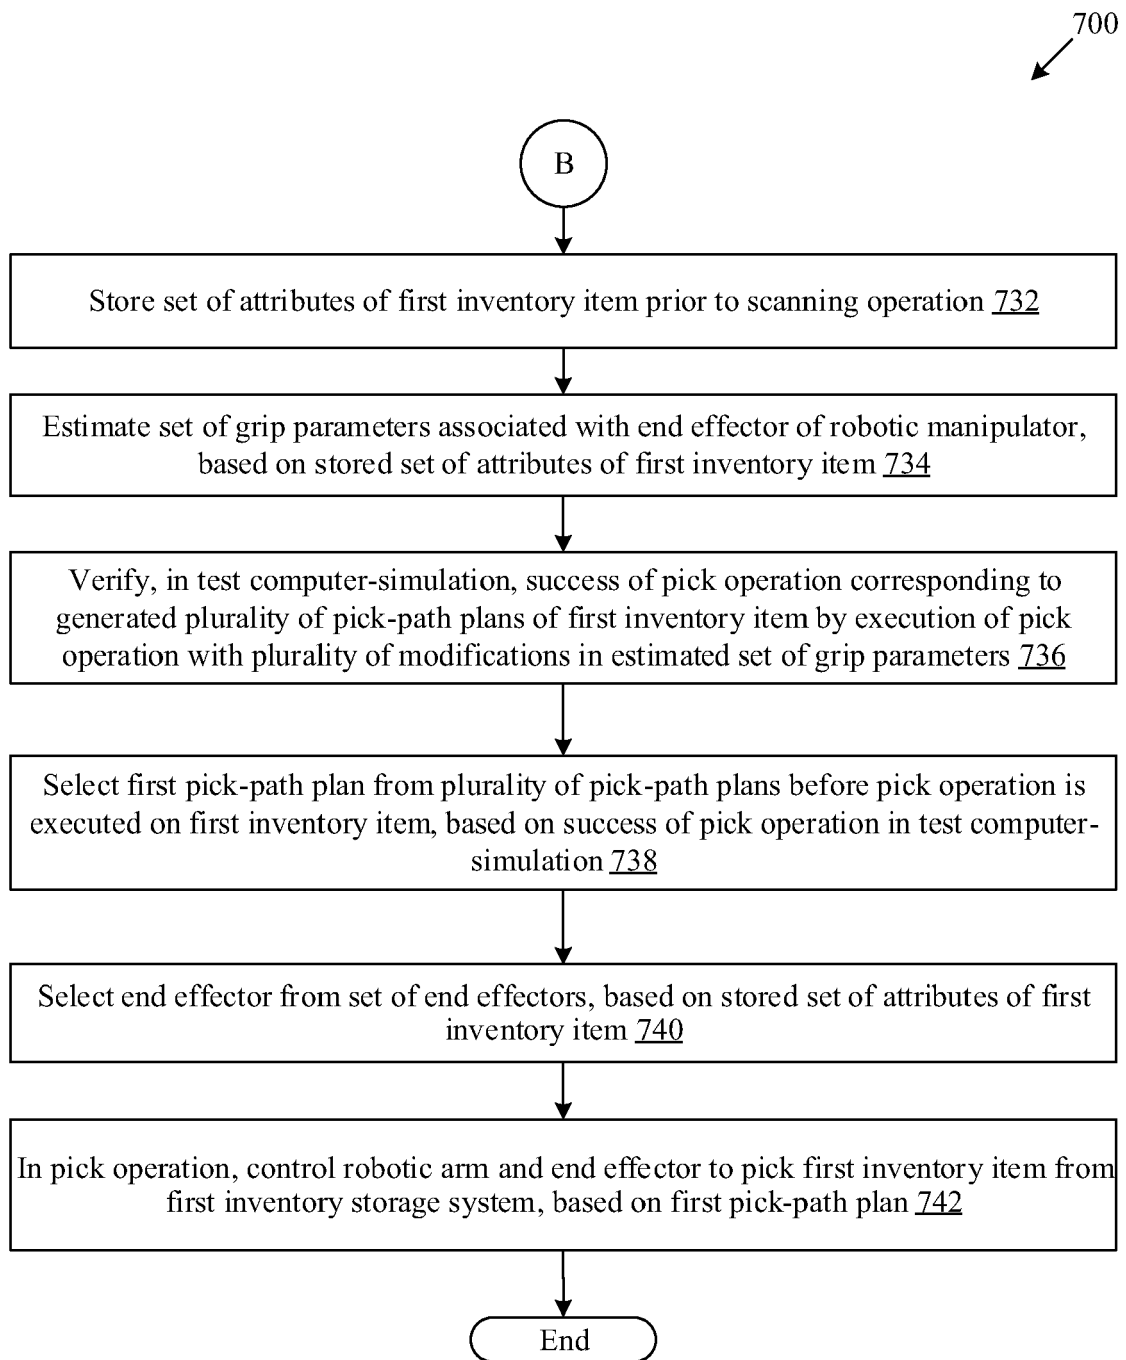 700
B
Store set of attributes of first inventory item prior to scanning operation 732
Estimate set of grip parameters associated with end effector of robotic manipulator,
based on stored set of attributes of first inventory item 734
Verify, in test computer-simulation, success of pick operation corresponding to
generated plurality of pick-path plans of first inventory item by execution of pick
operation with plurality of modifications in estimated set of grip parameters 736
Select first pick-path plan from plurality of pick-path plans before pick operation is
executed on first inventory item, based on success of pick operation in test computer-
simulation 738
Select end effector from set of end effectors, based on stored set of attributes of first
inventory item 740
In pick operation, control robotic arm and end effector to pick first inventory item from
first inventory storage system, based on first pick-path plan 742
End